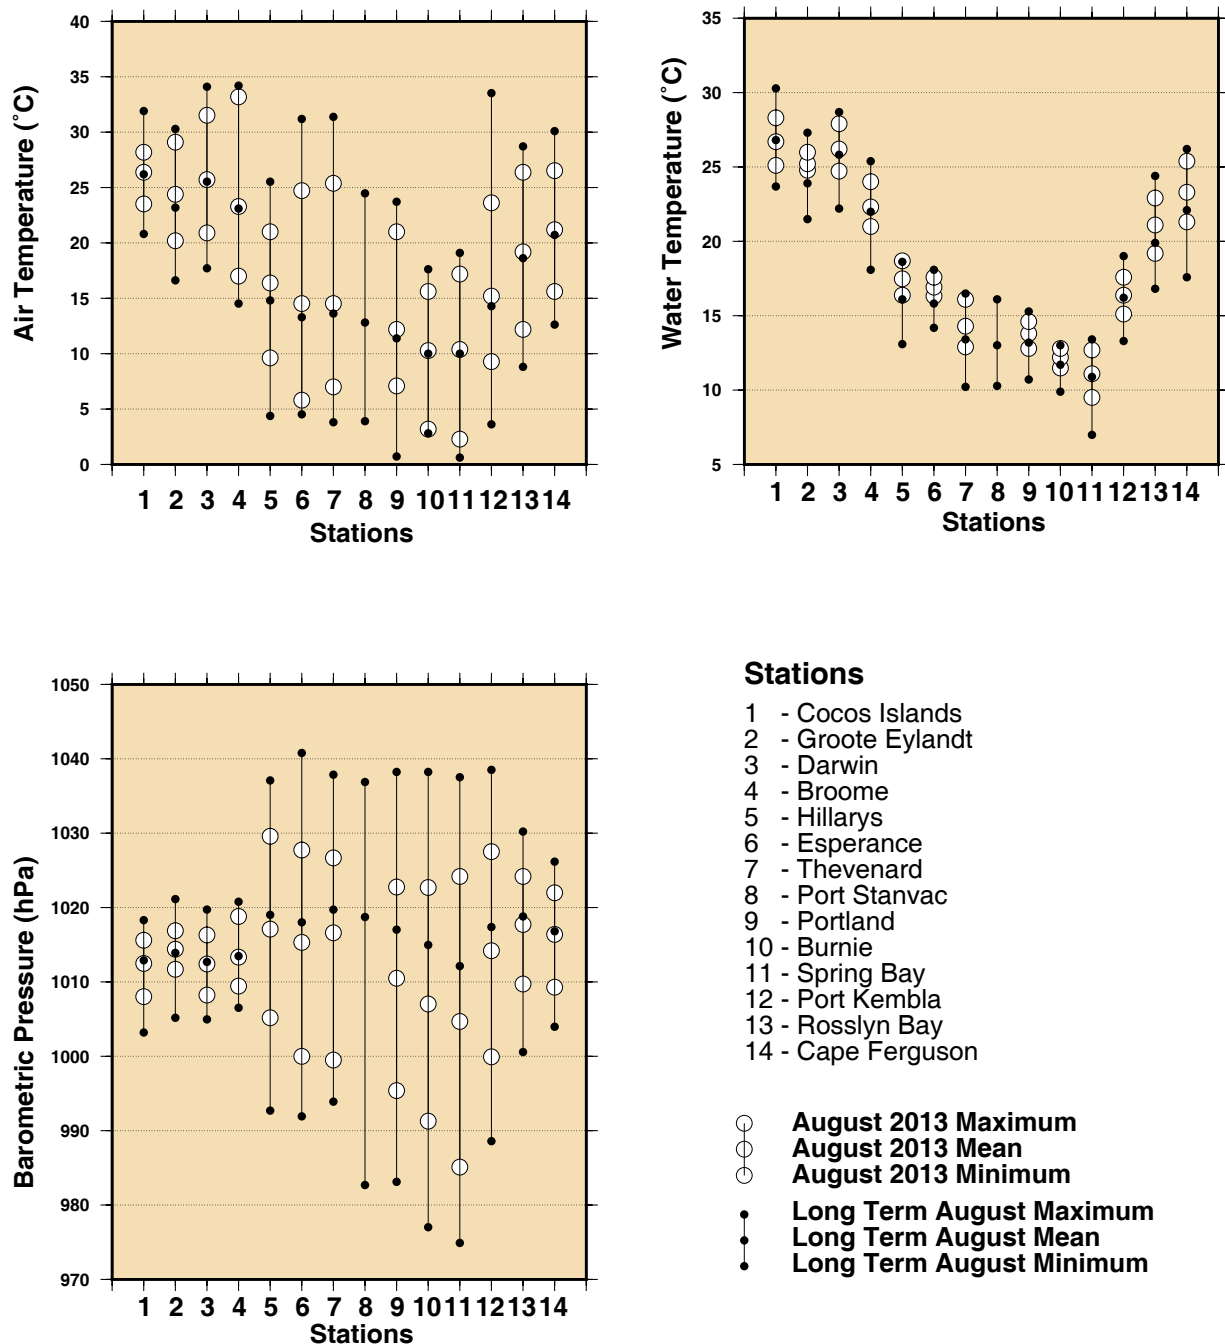 40
35
30
25
20
15
10
5
0
Air Temperature (˚C)
1 2 3 4 5 6 7 8 9 10 11 12 13 14
Stations
35
30
25
20
15
10
5
Water Temperature (˚C)
1 2 3 4 5 6 7 8 9 10 11 12 13 14
Stations
1050
1040
1030
1020
1010
1000
990
980
970
Barometric Pressure (hPa)
1 2 3 4 5 6 7 8 9 10 11 12 13 14
Stations
Stations
1 - Cocos Islands
2 - Groote Eylandt
3 - Darwin
4 - Broome
5 - Hillarys
6 - Esperance
7 - Thevenard
8 - Port Stanvac
9 - Portland
10 - Burnie
11 - Spring Bay
12 - Port Kembla
13 - Rosslyn Bay
14 - Cape Ferguson
August 2013 Maximum
August 2013 Mean
August 2013 Minimum
Long Term August Maximum
Long Term August Mean
Long Term August Minimum